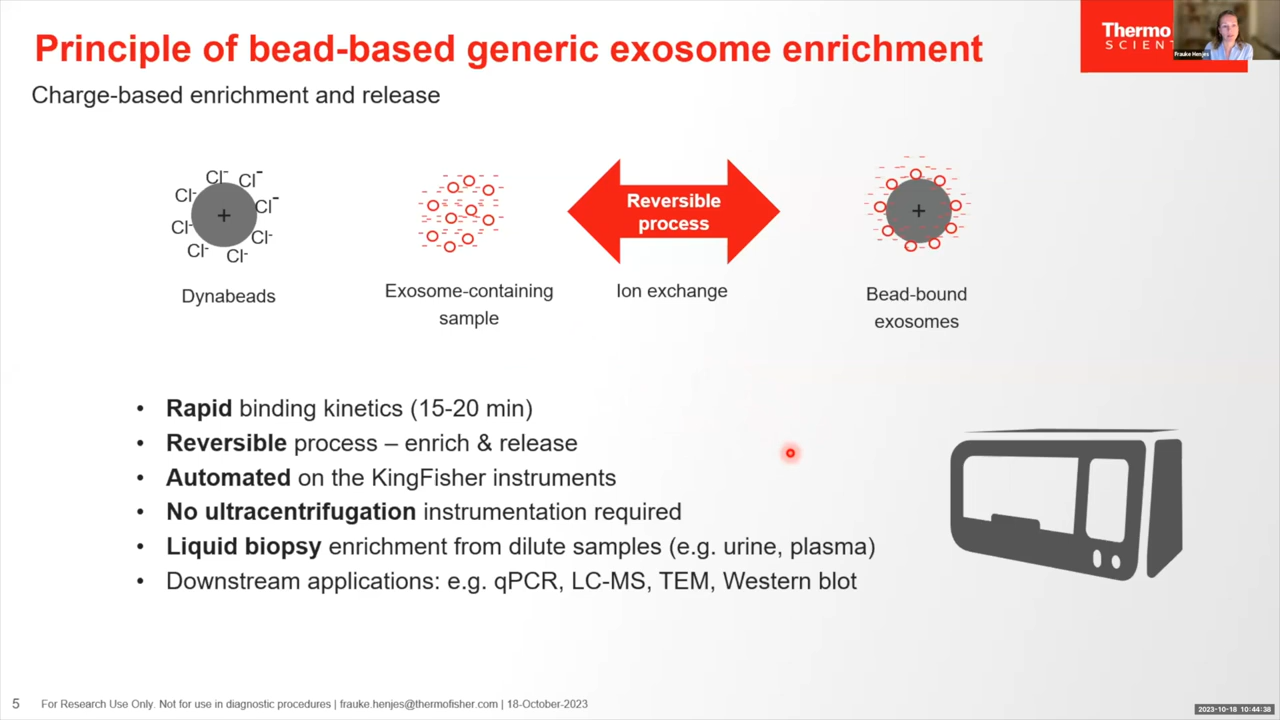 Principle of bead-based generic exosome enrichment
Thermo
SCIENT
Frauke Henjes
Charge-based enrichment and release
Cl⁻ Cl⁻
Cl⁻
Cl⁻
Cl⁻
Cl⁻
Cl⁻
Cl⁻
+
Reversible
process
+
Dynabeads
Exosome-containing
sample
Ion exchange
Bead-bound
exosomes
• Rapid binding kinetics (15-20 min)
• Reversible process – enrich & release
• Automated on the KingFisher instruments
• No ultracentrifugation instrumentation required
• Liquid biopsy enrichment from dilute samples (e.g. urine, plasma)
• Downstream applications: e.g. qPCR, LC-MS, TEM, Western blot
5 For Research Use Only. Not for use in diagnostic procedures | frauke.henjes@thermofisher.com | 18-October-2023
2023-10-18 10:44:38